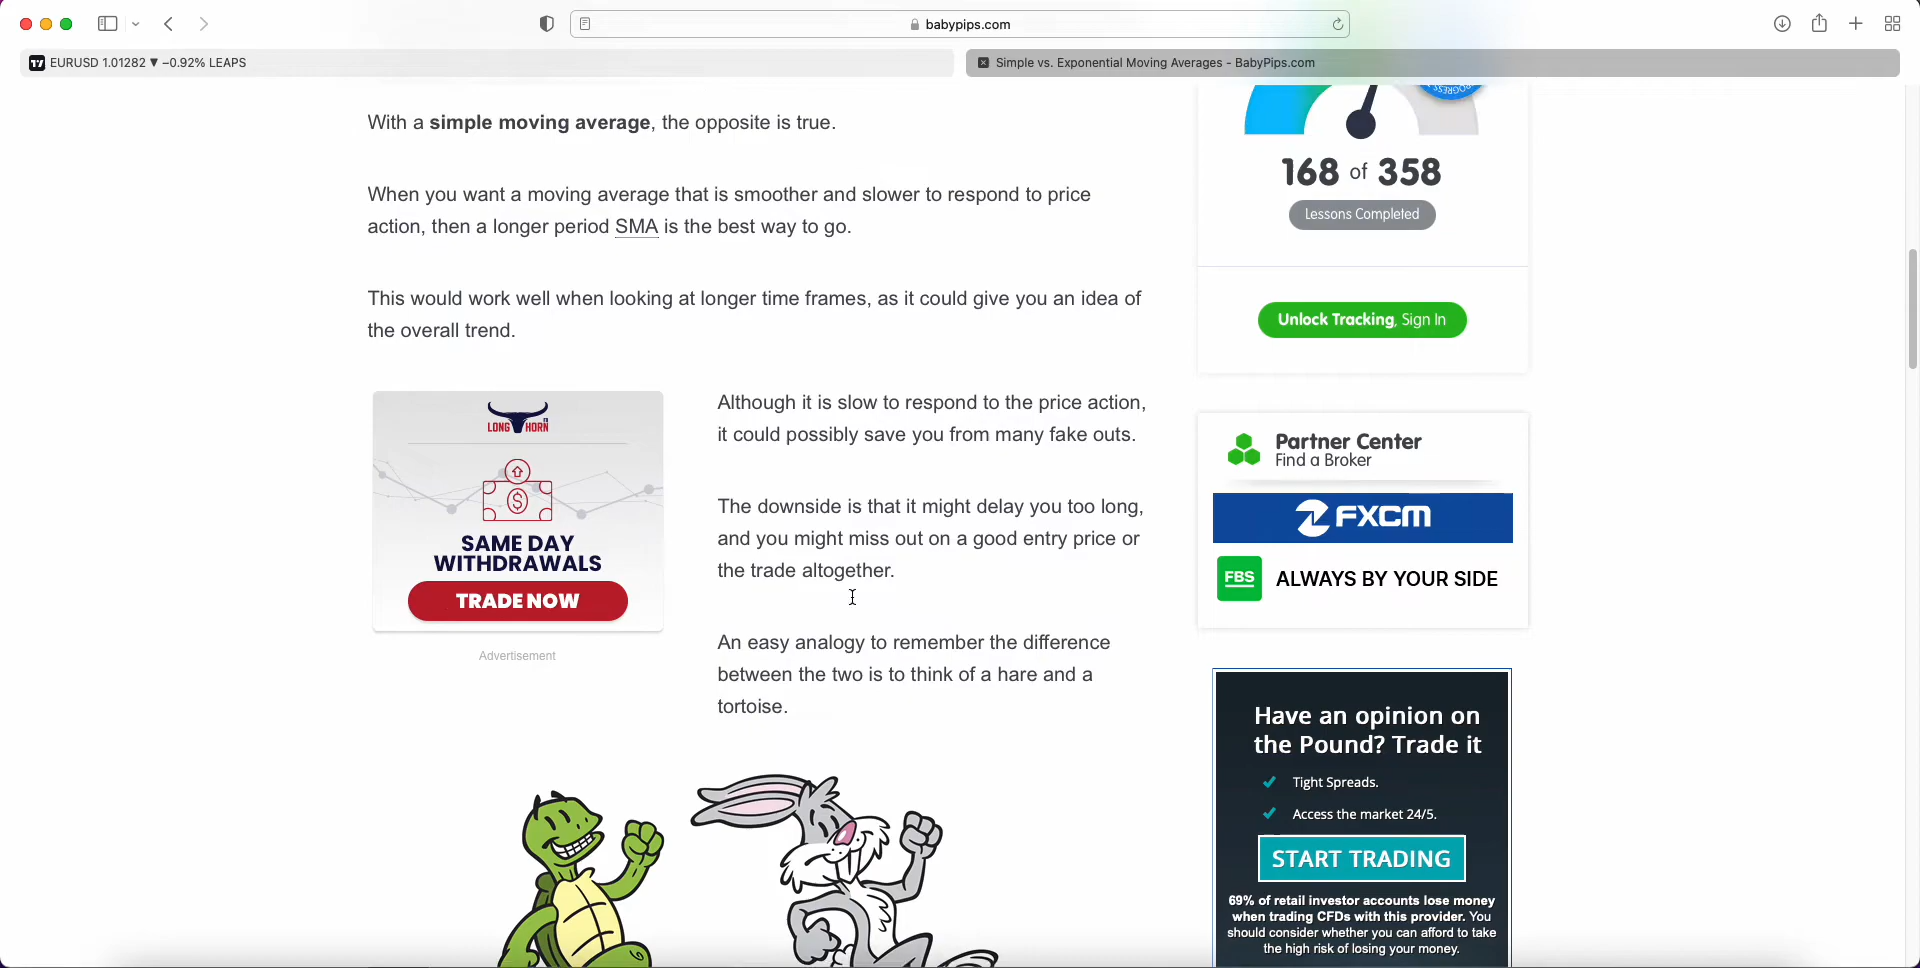 babypips.com
EURUSD 1.01282 ▼ −0.92% LEAPS
Simple vs. Exponential Moving Averages - BabyPips.com
With a simple moving average, the opposite is true.
When you want a moving average that is smoother and slower to respond to price
action, then a longer period SMA is the best way to go.
This would work well when looking at longer time frames, as it could give you an idea of
the overall trend.
LONG HORN FX
SAME DAY
WITHDRAWALS
TRADE NOW
Advertisement
Although it is slow to respond to the price action,
it could possibly save you from many fake outs.
The downside is that it might delay you too long,
and you might miss out on a good entry price or
the trade altogether.
An easy analogy to remember the difference
between the two is to think of a hare and a
tortoise.
PROGRESS
168 of 358
Lessons Completed
Unlock Tracking, Sign In
Partner Center
Find a Broker
FXCM
FBS ALWAYS BY YOUR SIDE
Have an opinion on
the Pound? Trade it
Tight Spreads.
Access the market 24/5.
START TRADING
69% of retail investor accounts lose money
when trading CFDs with this provider. You
should consider whether you can afford to take
the high risk of losing your money.